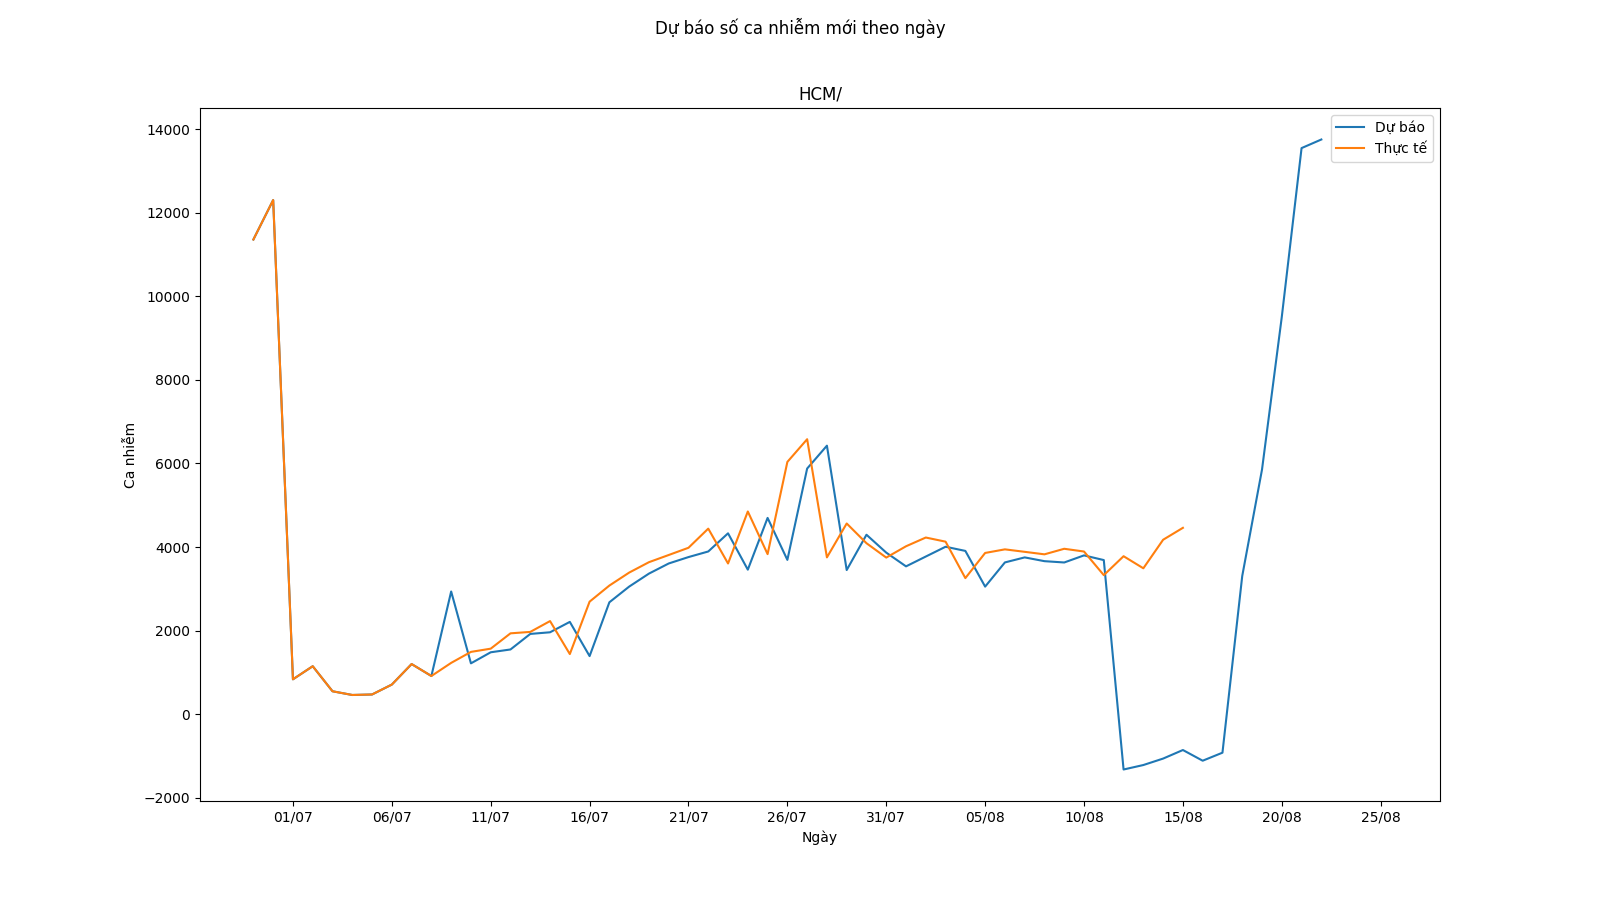 Dự báo số ca nhiễm mới theo ngày
HCM/
Dự báo
Thực tế
14000
12000
10000
8000
6000
4000
2000
0
−2000
Ca nhiễm
01/07 06/07 11/07 16/07 21/07 26/07 31/07 05/08 10/08 15/08 20/08 25/08
Ngày